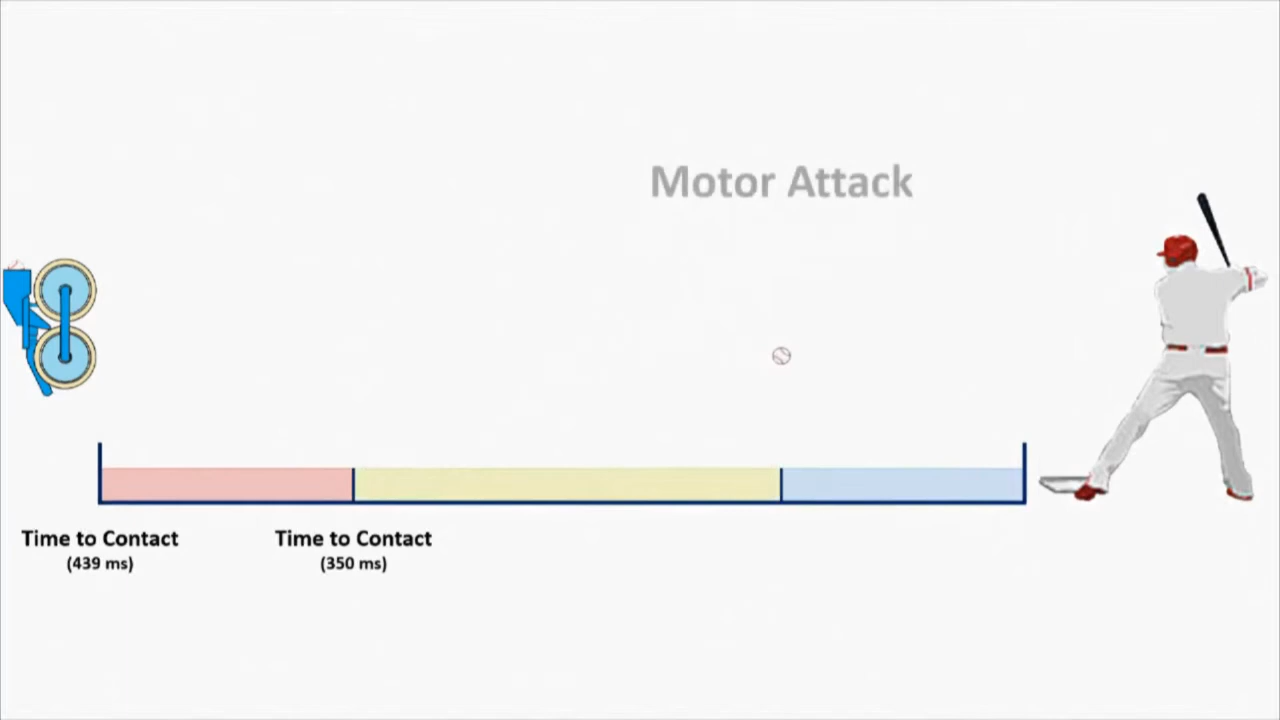 Motor Attack
Time to Contact
(439 ms)
Time to Contact
(350 ms)